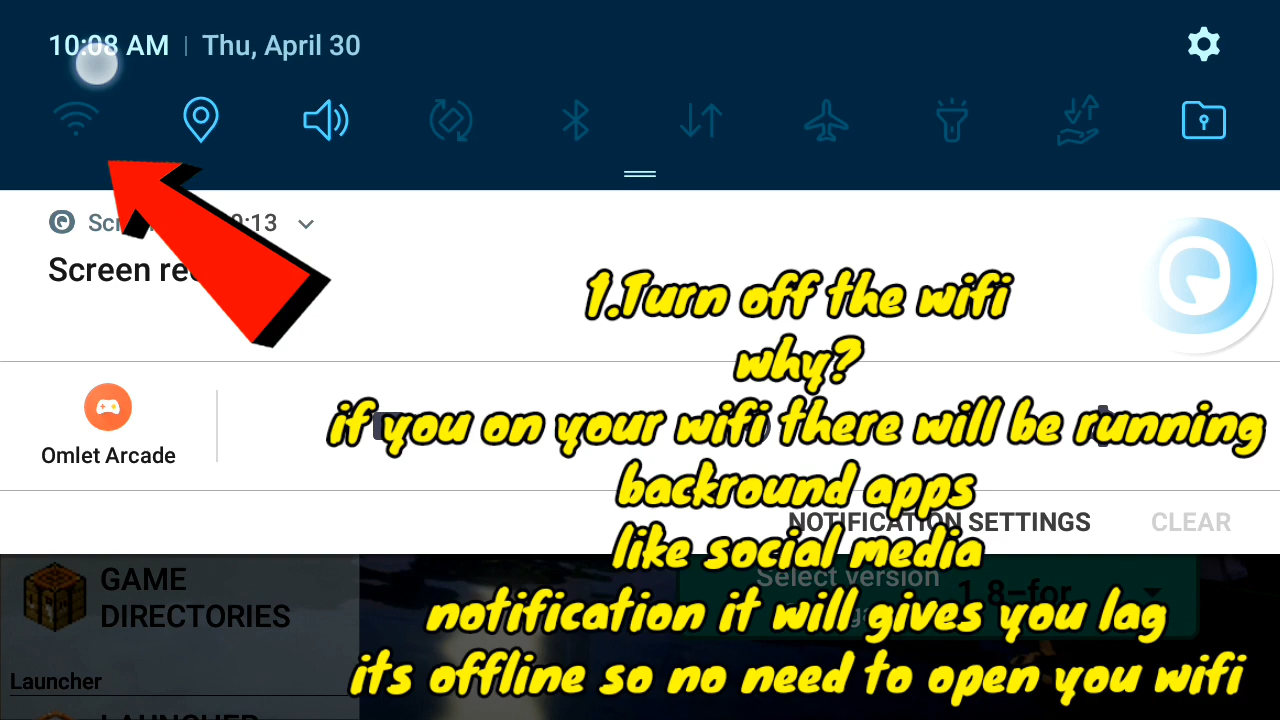 10:08 AM | Thu, April 30
:13
Screen
1.Turn off the wifi
why?
if you on your wifi there will be running
backround apps
like social media
notification it will gives you lag
its offline so no need to open you wifi
Omlet Arcade
NOTIFICATION SETTINGS
CLEAR
GAME
DIRECTORIES
Select version
1.8-for
Launcher
LAUNCHER